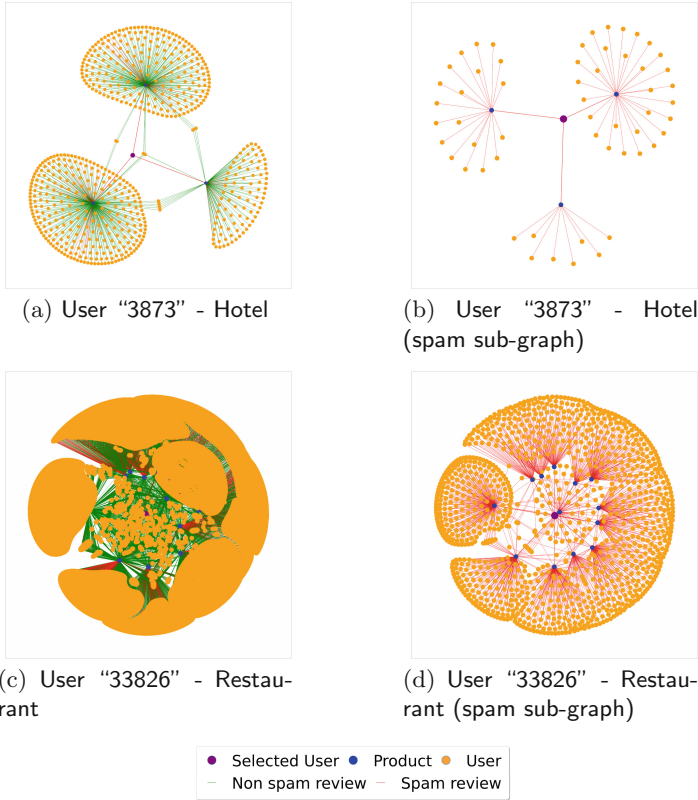 (a) User “3873” - Hotel
(b) User “3873” - Hotel
(spam sub-graph)
(c) User “33826” - Restau-
rant
(d) User “33826” - Restau-
rant (spam sub-graph)
Selected User Product User
Non spam review Spam review